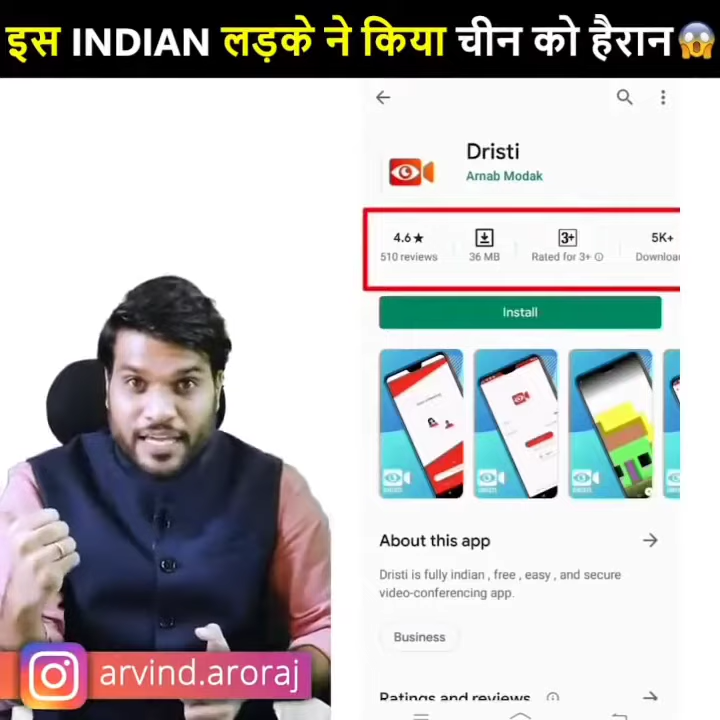 इस INDIAN लड़के ने किया चीन को हैरान😱
Dristi
Arnab Modak
4.6★
510 reviews
36 MB
3+
Rated for 3+
5K+
Install
About this app
Dristi is fully indian , free , easy , and secure
video-conferencing app.
Business
Ratings and reviews
arvind.aroraj